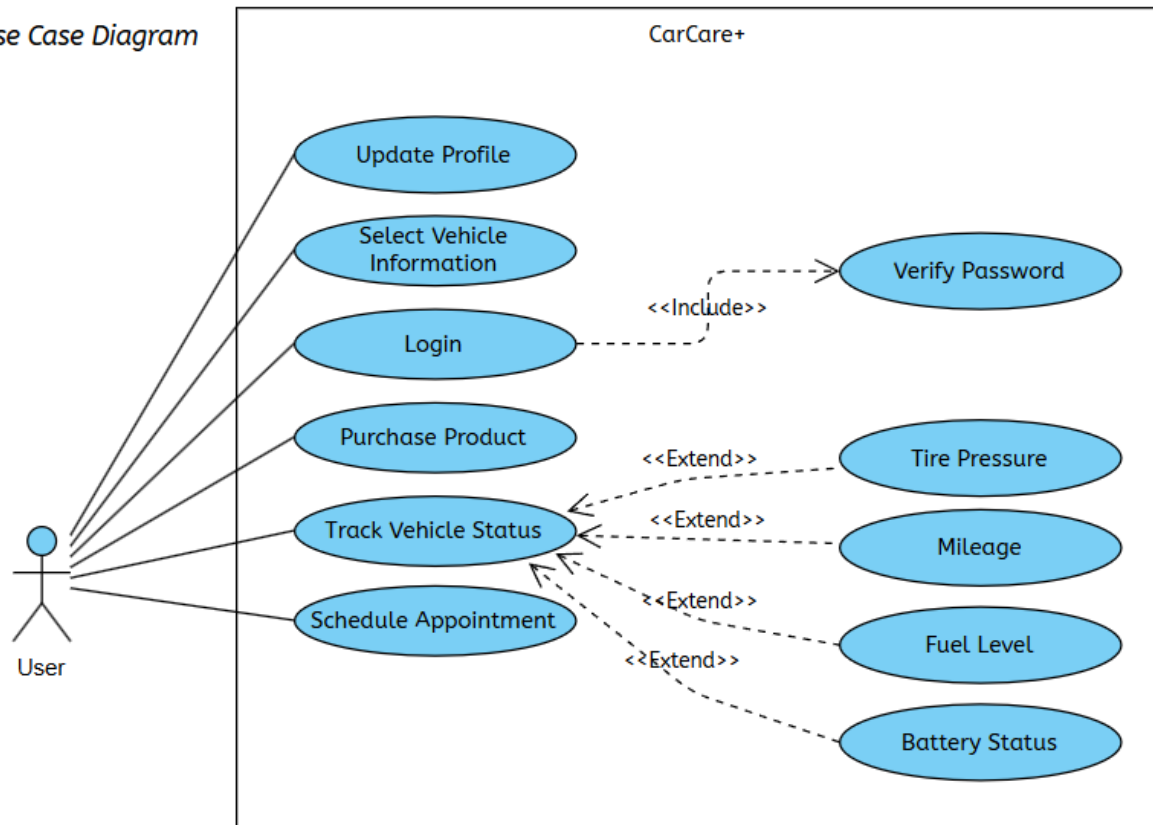 se Case Diagram
CarCare+
Update Profile
Select Vehicle
Information
Verify Password
<<Include>>
Login
Purchase Product
<<Extend>>
Tire Pressure
Track Vehicle Status
<<Extend>>
Mileage
<<Extend>>
Schedule Appointment
Fuel Level
<<Extend>>
User
Battery Status